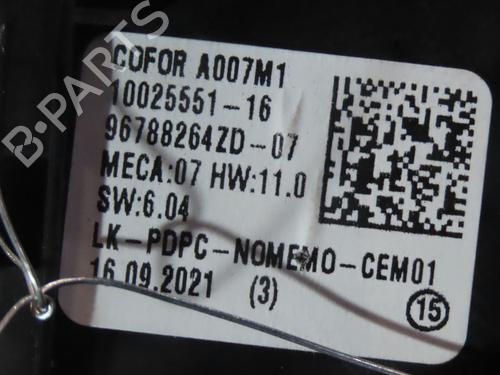 COFOR A007M1
10025551-16
96788264ZD-07
MECA:07 HW:11.0
SW:6.04
LK-PDPC-NOMEMO-CEM01
16.09.2021 (3)
15
B-PARTS